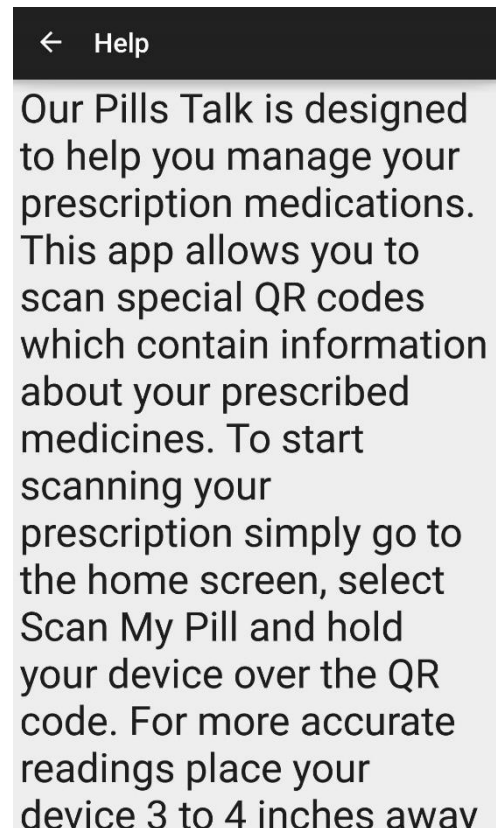 Help
Our Pills Talk is designed
to help you manage your
prescription medications.
This app allows you to
scan special QR codes
which contain information
about your prescribed
medicines. To start
scanning your
prescription simply go to
the home screen, select
Scan My Pill and hold
your device over the QR
code. For more accurate
readings place your
device 3 to 4 inches away